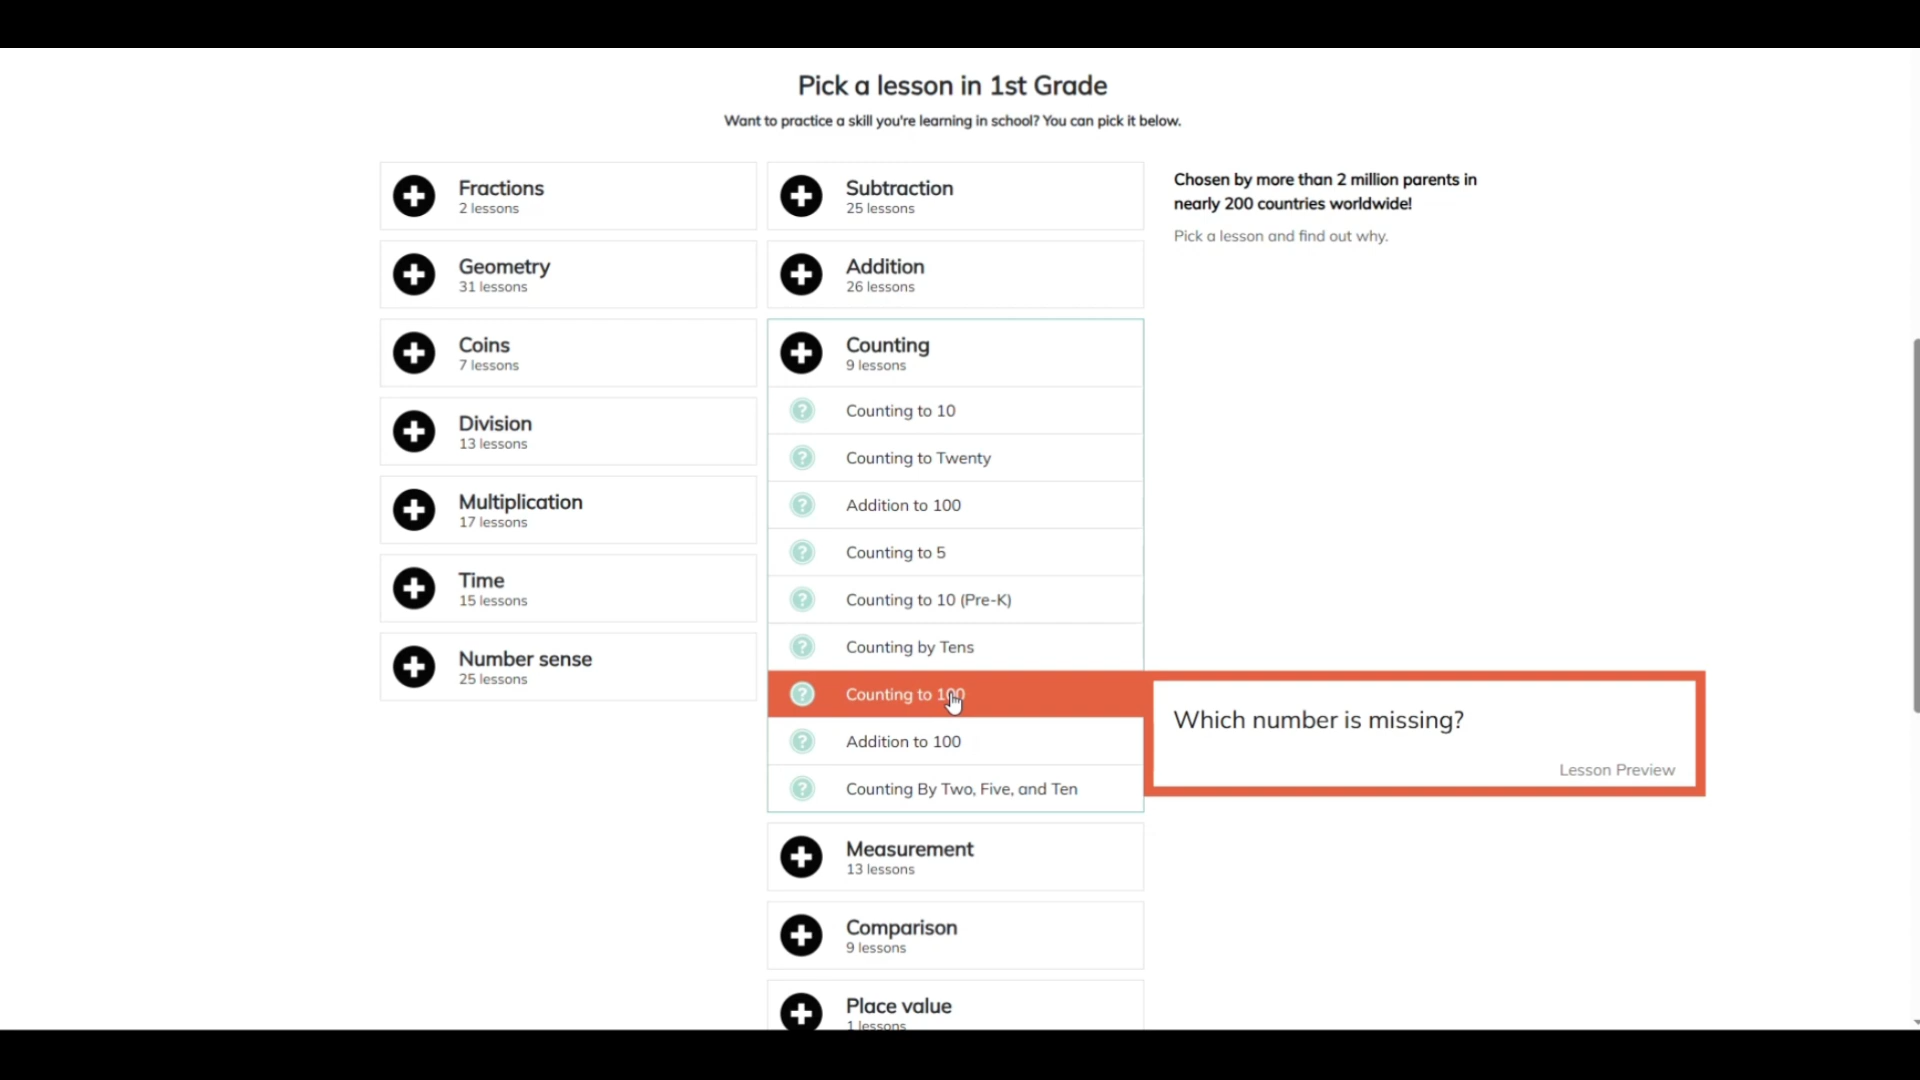 Pick a lesson in 1st Grade
Want to practice a skill you're learning in school? You can pick it below.
Fractions
2 lessons
Geometry
31 lessons
Coins
7 lessons
Division
13 lessons
Multiplication
17 lessons
Time
15 lessons
Number sense
25 lessons
Subtraction
25 lessons
Addition
26 lessons
Counting
9 lessons
Counting to 10
Counting to Twenty
Addition to 100
Counting to 5
Counting to 10 (Pre-K)
Counting by Tens
Counting to 100
Addition to 100
Counting By Two, Five, and Ten
Measurement
13 lessons
Comparison
9 lessons
Place value
1 lessons
Chosen by more than 2 million parents in
nearly 200 countries worldwide!
Pick a lesson and find out why.
Which number is missing?
Lesson Preview